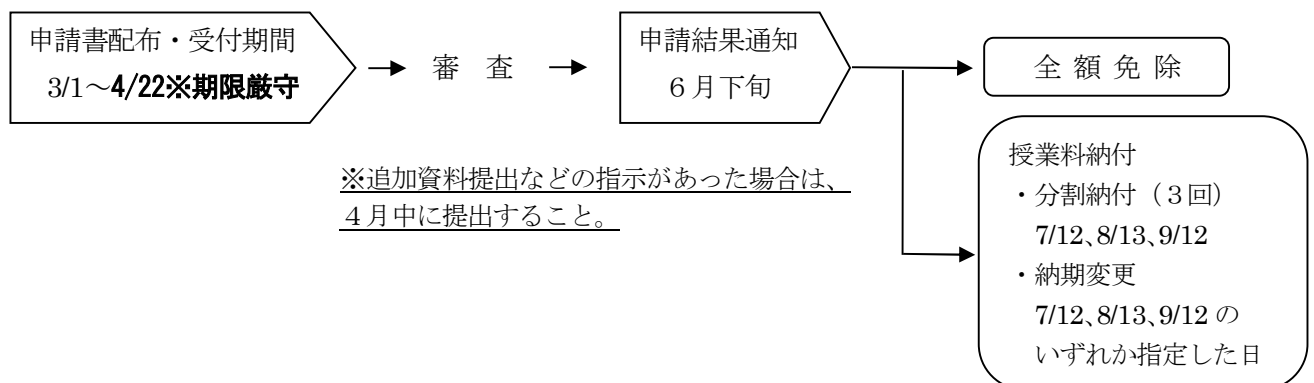 申請書配布・受付期間
3/1～4/22※期限厳守
審 査
申請結果通知
６月下旬
全 額 免 除
※追加資料提出などの指示があった場合は、
４月中に提出すること。
授業料納付
・分割納付（３回）
7/12、8/13、9/12
・納期変更
7/12、8/13、9/12 の
いずれか指定した日